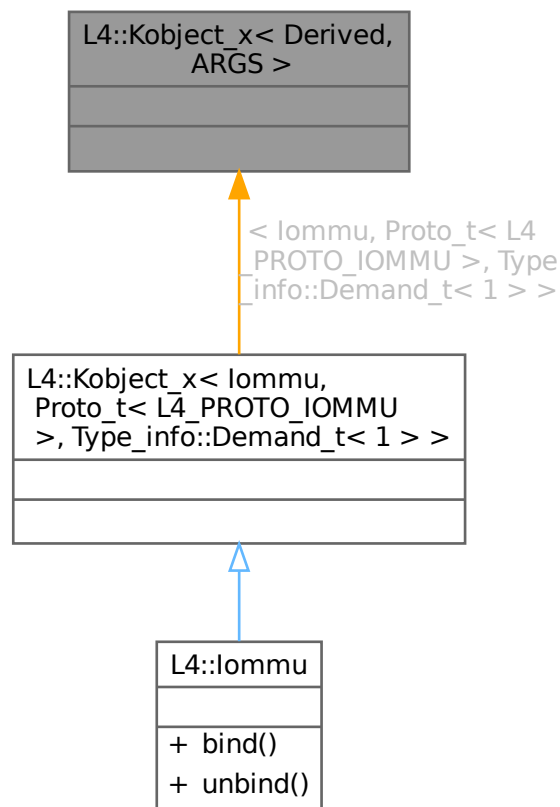 L4::Kobject_x< Derived,
ARGS >
< Iommu, Proto_t< L4
_PROTO_IOMMU >, Type
_info::Demand_t< 1 > >
L4::Kobject_x< Iommu,
Proto_t< L4_PROTO_IOMMU
>, Type_info::Demand_t< 1 > >
L4::Iommu
+ bind()
+ unbind()